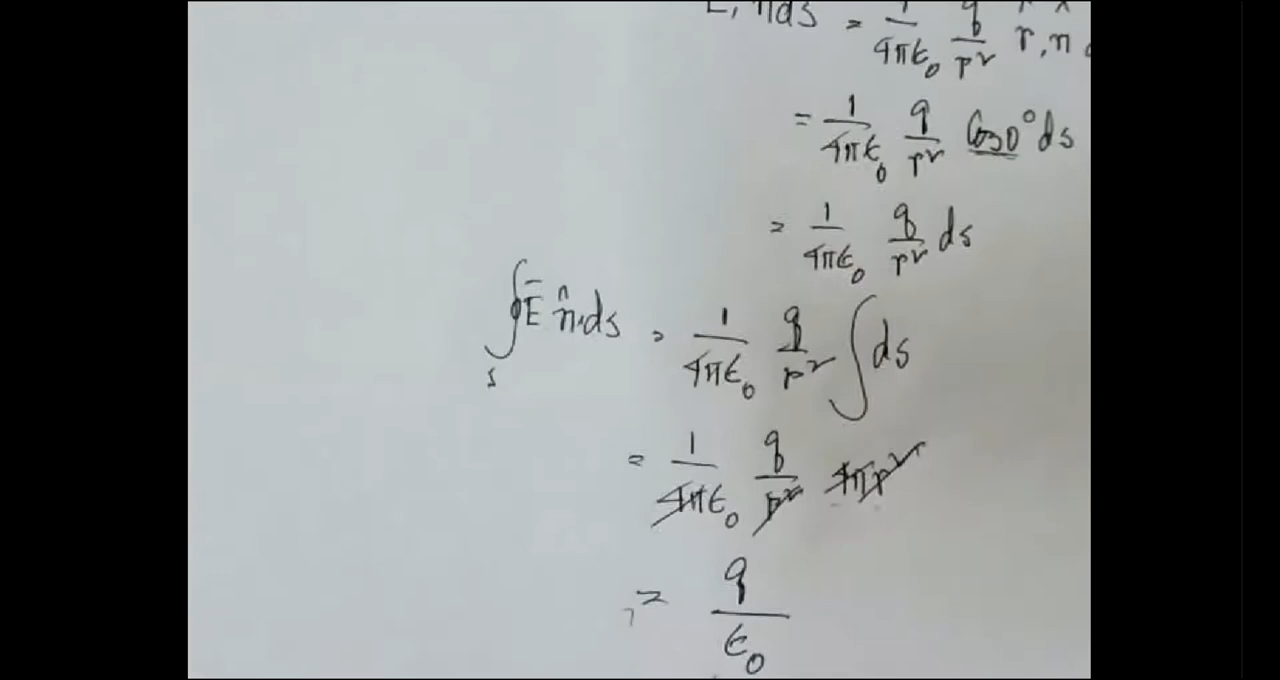 E, n̂ds = 1/4πϵ₀ q/r² r̂.n̂
= 1/4πϵ₀ q/r² Cos0° ds
= 1/4πϵ₀ q/r² ds
∮ₛ Ē n̂.ds = 1/4πϵ₀ q/r² ∫ds
= 1/4πϵ₀ q/r² 4πr²
= q/ϵ₀